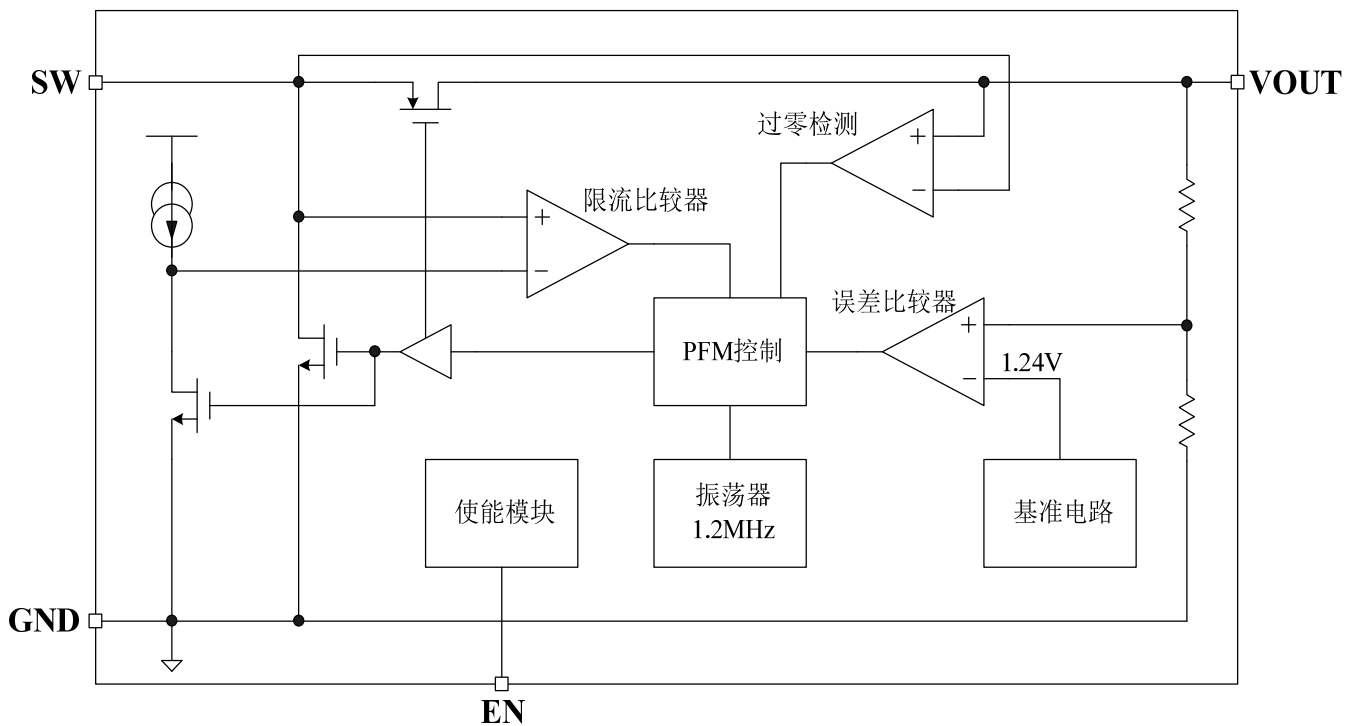 SW
VOUT
过零检测
+
−
限流比较器
+
−
误差比较器
+
1.24V
−
PFM控制
使能模块
振荡器
1.2MHz
基准电路
GND
EN